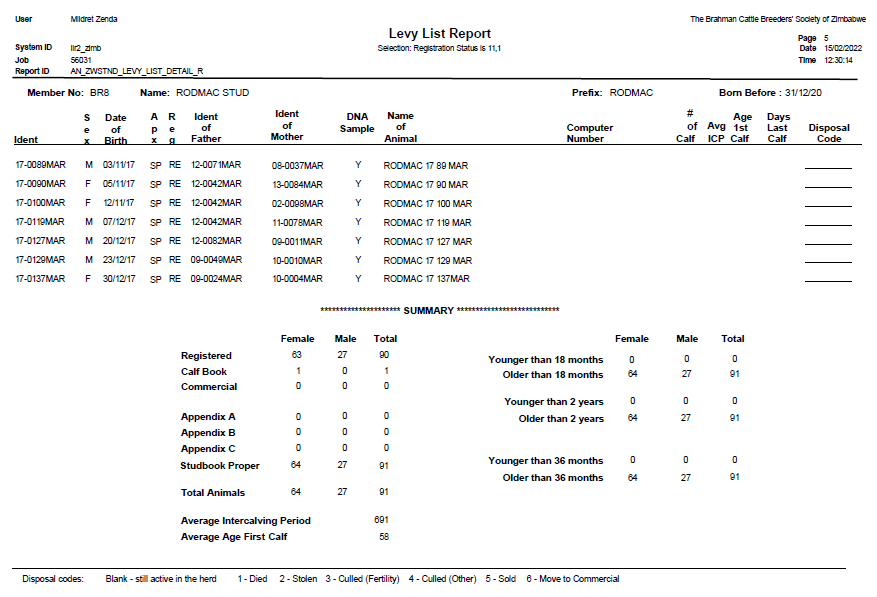 User Mildret Zenda The Brahman Cattle Breeders' Society of Zimbabwe
Levy List Report
Page 5
System ID lir2_zimb Selection: Registration Status is 11,1 Date 15/02/2022
Job 56031 Time 12:30:14
Report ID AN_ZWSTND_LEVY_LIST_DETAIL_R
Member No: BR8 Name: RODMAC STUD Prefix: RODMAC Born Before : 31/12/20
Ident Sex Date of Birth Apx Reg Ident of Father Ident of Mother DNA Sample Name of Animal Computer Number # of Calf Avg ICP Age 1st Calf Days Last Calf Disposal Code
17-0089MAR M 03/11/17 SP RE 12-0071MAR 08-0037MAR Y RODMAC 17 89 MAR
17-0090MAR F 05/11/17 SP RE 12-0042MAR 13-0084MAR Y RODMAC 17 90 MAR
17-0100MAR F 12/11/17 SP RE 12-0042MAR 02-0098MAR Y RODMAC 17 100 MAR
17-0119MAR M 07/12/17 SP RE 12-0042MAR 11-0078MAR Y RODMAC 17 119 MAR
17-0127MAR M 20/12/17 SP RE 12-0082MAR 09-0011MAR Y RODMAC 17 127 MAR
17-0129MAR M 23/12/17 SP RE 09-0049MAR 10-0010MAR Y RODMAC 17 129 MAR
17-0137MAR F 30/12/17 SP RE 09-0024MAR 10-0004MAR Y RODMAC 17 137MAR
********************* SUMMARY ***************************
Female Male Total Female Male Total
Registered 63 27 90 Younger than 18 months 0 0 0
Calf Book 1 0 1 Older than 18 months 64 27 91
Commercial 0 0 0
Younger than 2 years 0 0 0
Appendix A 0 0 0 Older than 2 years 64 27 91
Appendix B 0 0 0
Appendix C 0 0 0 Younger than 36 months 0 0 0
Studbook Proper 64 27 91 Older than 36 months 64 27 91
Total Animals 64 27 91
Average Intercalving Period 691
Average Age First Calf 58
Disposal codes: Blank - still active in the herd 1 - Died 2 - Stolen 3 - Culled (Fertility) 4 - Culled (Other) 5 - Sold 6 - Move to Commercial